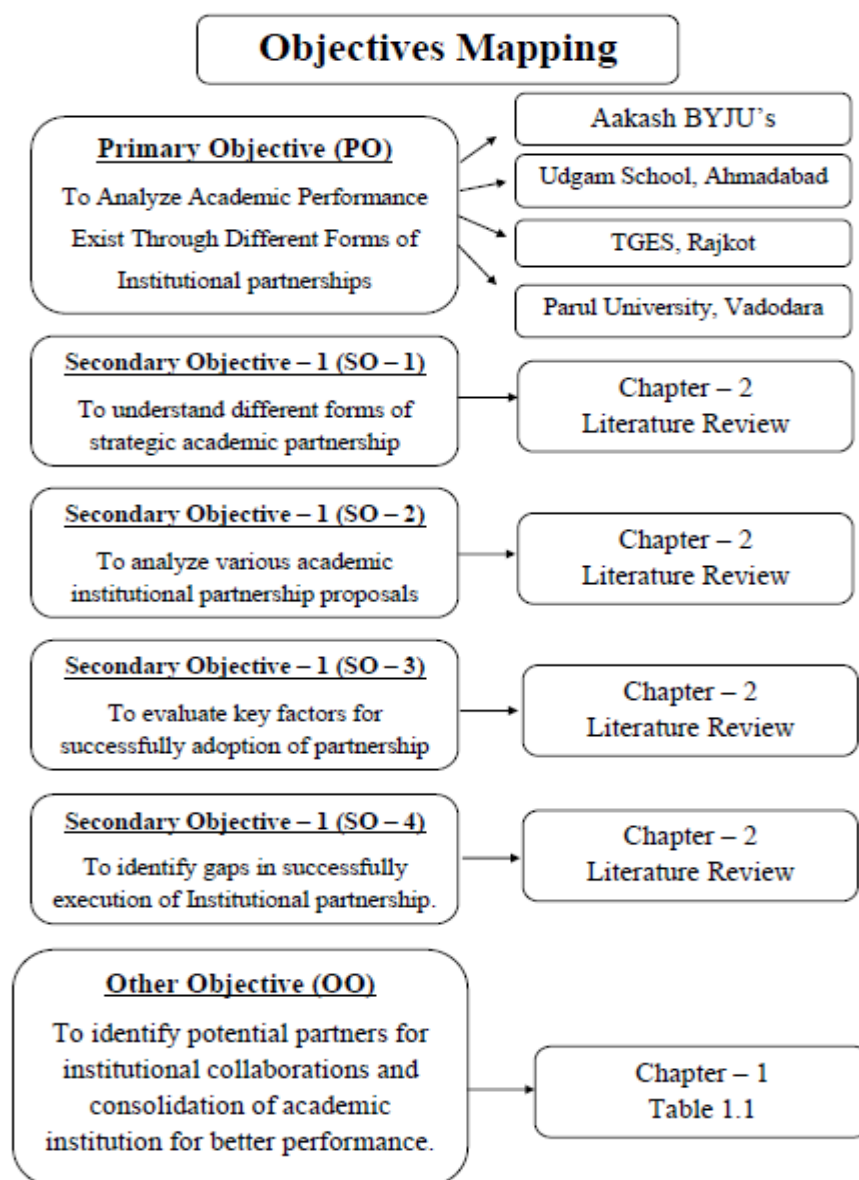 Objectives Mapping
Primary Objective (PO)
To Analyze Academic Performance
Exist Through Different Forms of
Institutional partnerships
Aakash BYJU's
Udgam School, Ahmadabad
TGES, Rajkot
Parul University, Vadodara
Secondary Objective – 1 (SO – 1)
To understand different forms of
strategic academic partnership
Chapter – 2
Literature Review
Secondary Objective – 1 (SO – 2)
To analyze various academic
institutional partnership proposals
Chapter – 2
Literature Review
Secondary Objective – 1 (SO – 3)
To evaluate key factors for
successfully adoption of partnership
Chapter – 2
Literature Review
Secondary Objective – 1 (SO – 4)
To identify gaps in successfully
execution of Institutional partnership.
Chapter – 2
Literature Review
Other Objective (OO)
To identify potential partners for
institutional collaborations and
consolidation of academic
institution for better performance.
Chapter – 1
Table 1.1